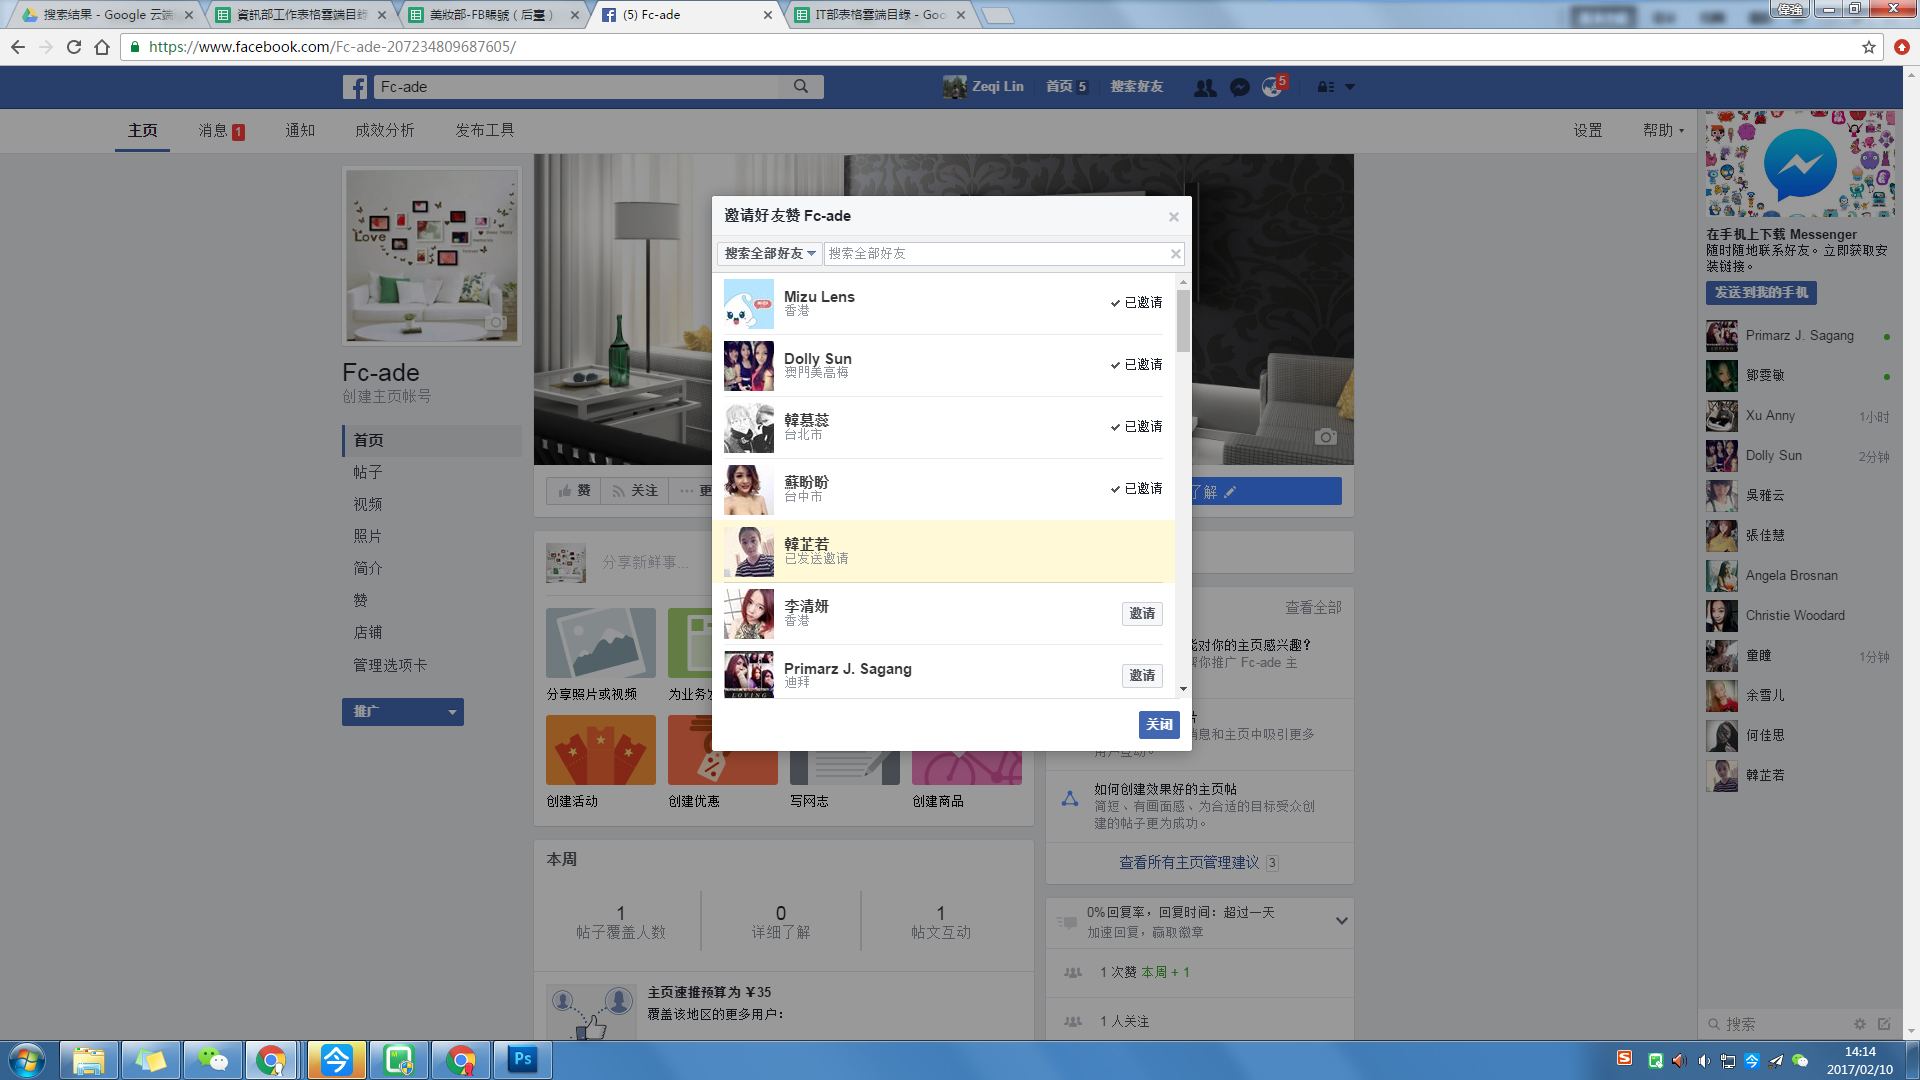 搜索結果 - Google 云端
資訊部工作表格雲端目錄
美妝部-FB賬號（后臺）
(5) Fc-ade
IT部表格雲端目錄 - Goo
偉強
https://www.facebook.com/Fc-ade-207234809687605/
Fc-ade
Zeqi Lin
首页 5
搜索好友
5
主页
消息 1
通知
成效分析
发布工具
设置
帮助
Love
Fc-ade
创建主页帐号
首页
帖子
视频
照片
简介
赞
店铺
管理选项卡
推广
赞
关注
更
了解
分享新鲜事...
分享照片或视频
为业务
创建活动
创建优惠
写网志
创建商品
本周
1
帖子覆盖人数
0
详细了解
1
帖文互动
主页速推预算为 ￥35
覆盖该地区的更多用户：
邀请好友赞 Fc-ade
搜索全部好友
搜索全部好友
Mizu Lens
香港
已邀请
Dolly Sun
澳門美高梅
已邀请
韓慕蕊
台北市
已邀请
蘇盼盼
台中市
已邀请
韓芷若
已发送邀请
李清妍
香港
邀请
Primarz J. Sagang
迪拜
邀请
LOVING
关闭
查看全部
对你的主页感兴趣？
你推广 Fc-ade 主
片
消息和主页中吸引更多
用户互动。
如何创建效果好的主页帖
简短、有画面感、为合适的目标受众创
建的帖子更为成功。
查看所有主页管理建议 3
0%回复率，回复时间：超过一天
加速回复，赢取徽章
1 次赞 本周 + 1
1 人关注
在手机上下载 Messenger
随时随地联系好友。立即获取安
装链接。
发送到我的手机
Primarz J. Sagang
鄧雯敏
Xu Anny
1小时
Dolly Sun
2分钟
吳雅云
張佳慧
Angela Brosnan
Christie Woodard
童瞳
1分钟
余雪儿
何佳思
韓芷若
搜索
Ps
14:14
2017/02/10